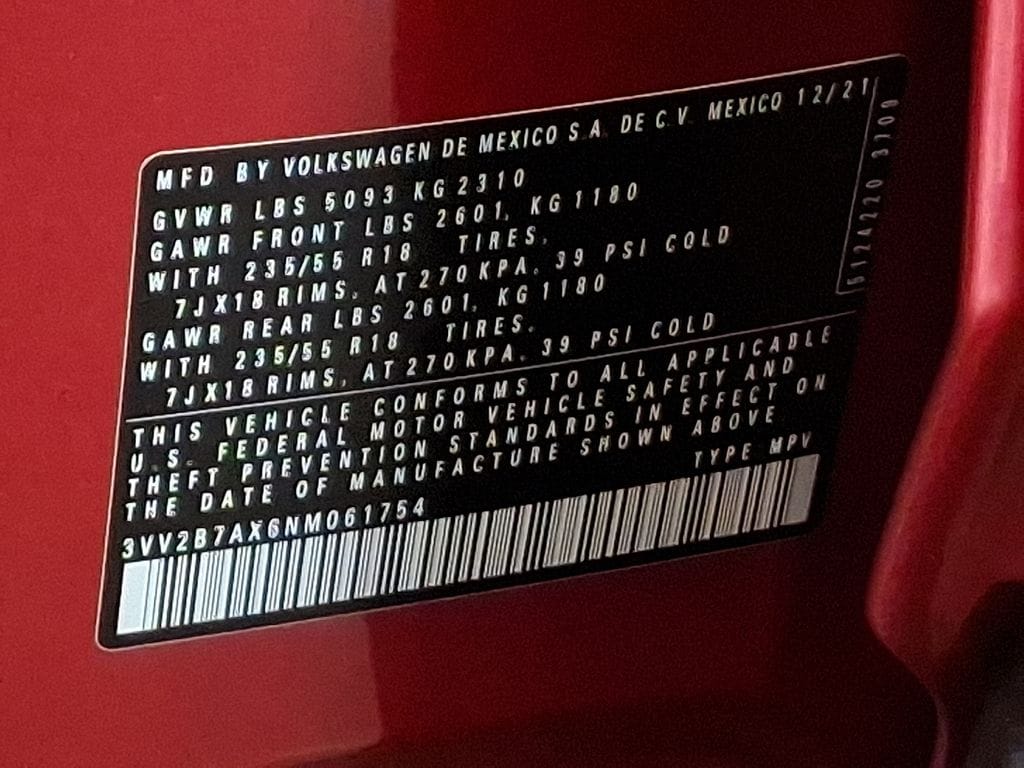 MFD BY VOLKSWAGEN DE MEXICO S.A. DE C.V. MEXICO 12/21
GVWR LBS 5093 KG 2310
GAWR FRONT LBS 2601, KG 1180
WITH 235/55 R18 TIRES,
7JX18 RIMS, AT 270 KPA, 39 PSI COLD
GAWR REAR LBS 2601, KG 1180
WITH 235/55 R18 TIRES,
7JX18 RIMS, AT 270 KPA, 39 PSI COLD
THIS VEHICLE CONFORMS TO ALL APPLICABLE
U.S. FEDERAL MOTOR VEHICLE SAFETY AND
THEFT PREVENTION STANDARDS IN EFFECT ON
THE DATE OF MANUFACTURE SHOWN ABOVE
TYPE MPV
3VV2B7AX6NM061754